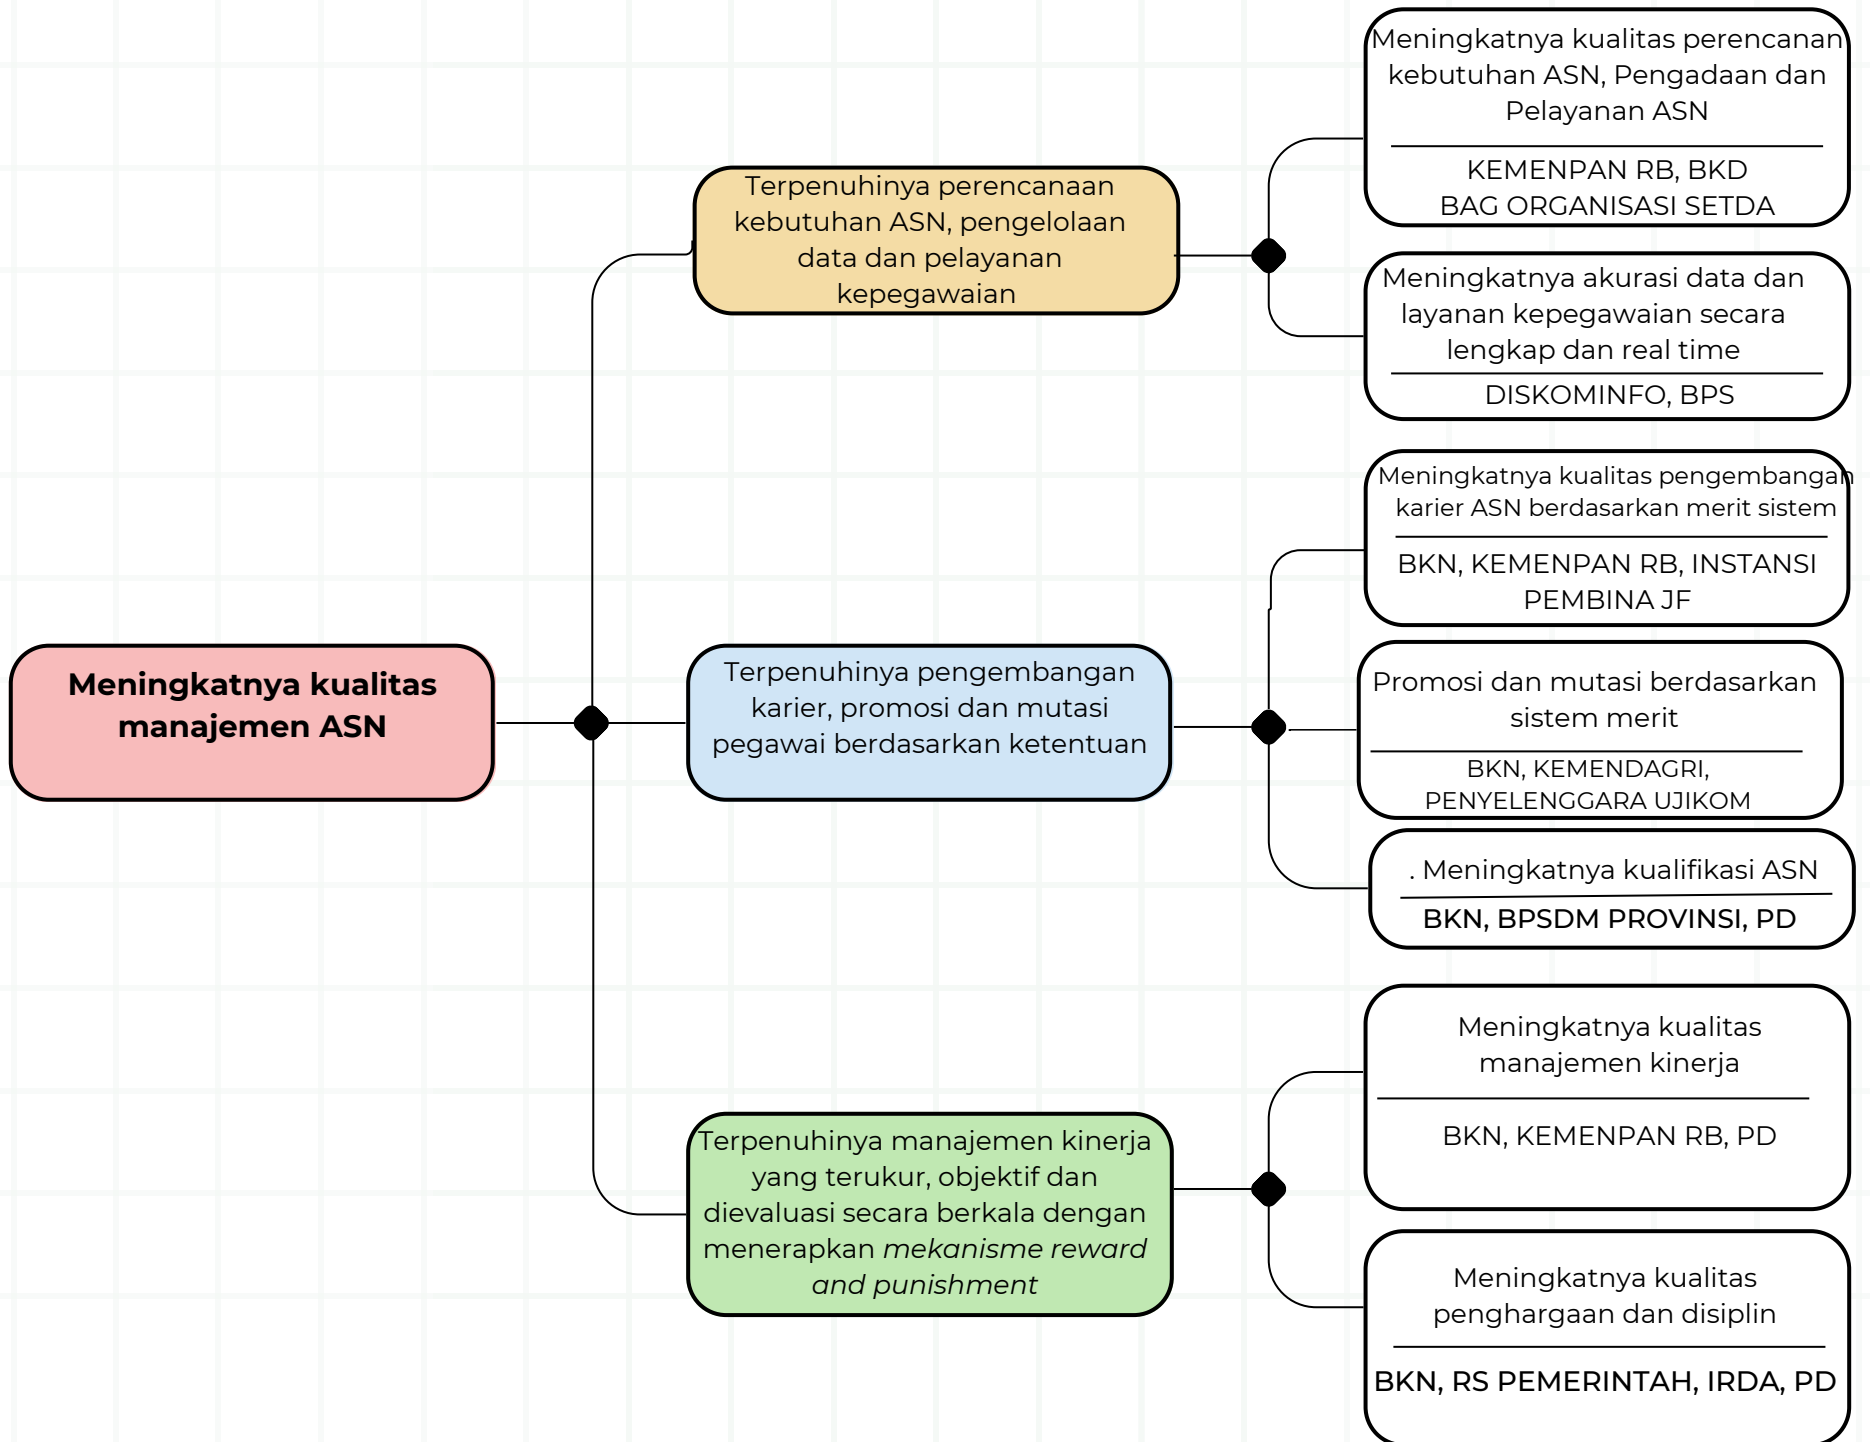 Meningkatnya kualitas
manajemen ASN
Terpenuhinya perencanaan
kebutuhan ASN, pengelolaan
data dan pelayanan
kepegawaian
Meningkatnya kualitas perencanan
kebutuhan ASN, Pengadaan dan
Pelayanan ASN
KEMENPAN RB, BKD
BAG ORGANISASI SETDA
Meningkatnya akurasi data dan
layanan kepegawaian secara
lengkap dan real time
DISKOMINFO, BPS
Terpenuhinya pengembangan
karier, promosi dan mutasi
pegawai berdasarkan ketentuan
Meningkatnya kualitas pengembangan
karier ASN berdasarkan merit sistem
BKN, KEMENPAN RB, INSTANSI
PEMBINA JF
Promosi dan mutasi berdasarkan
sistem merit
BKN, KEMENDAGRI,
PENYELENGGARA UJIKOM
. Meningkatnya kualifikasi ASN
BKN, BPSDM PROVINSI, PD
Terpenuhinya manajemen kinerja
yang terukur, objektif dan
dievaluasi secara berkala dengan
menerapkan mekanisme reward
and punishment
Meningkatnya kualitas
manajemen kinerja
BKN, KEMENPAN RB, PD
Meningkatnya kualitas
penghargaan dan disiplin
BKN, RS PEMERINTAH, IRDA, PD